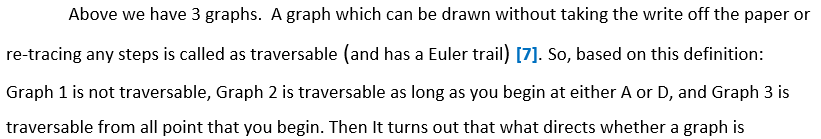 Above we have 3 graphs.  A graph which can be drawn without taking the write off the paper or
re-tracing any steps is called as traversable (and has a Euler trail) [7]. So, based on this definition:
Graph 1 is not traversable, Graph 2 is traversable as long as you begin at either A or D, and Graph 3 is
traversable from all point that you begin. Then It turns out that what directs whether a graph is